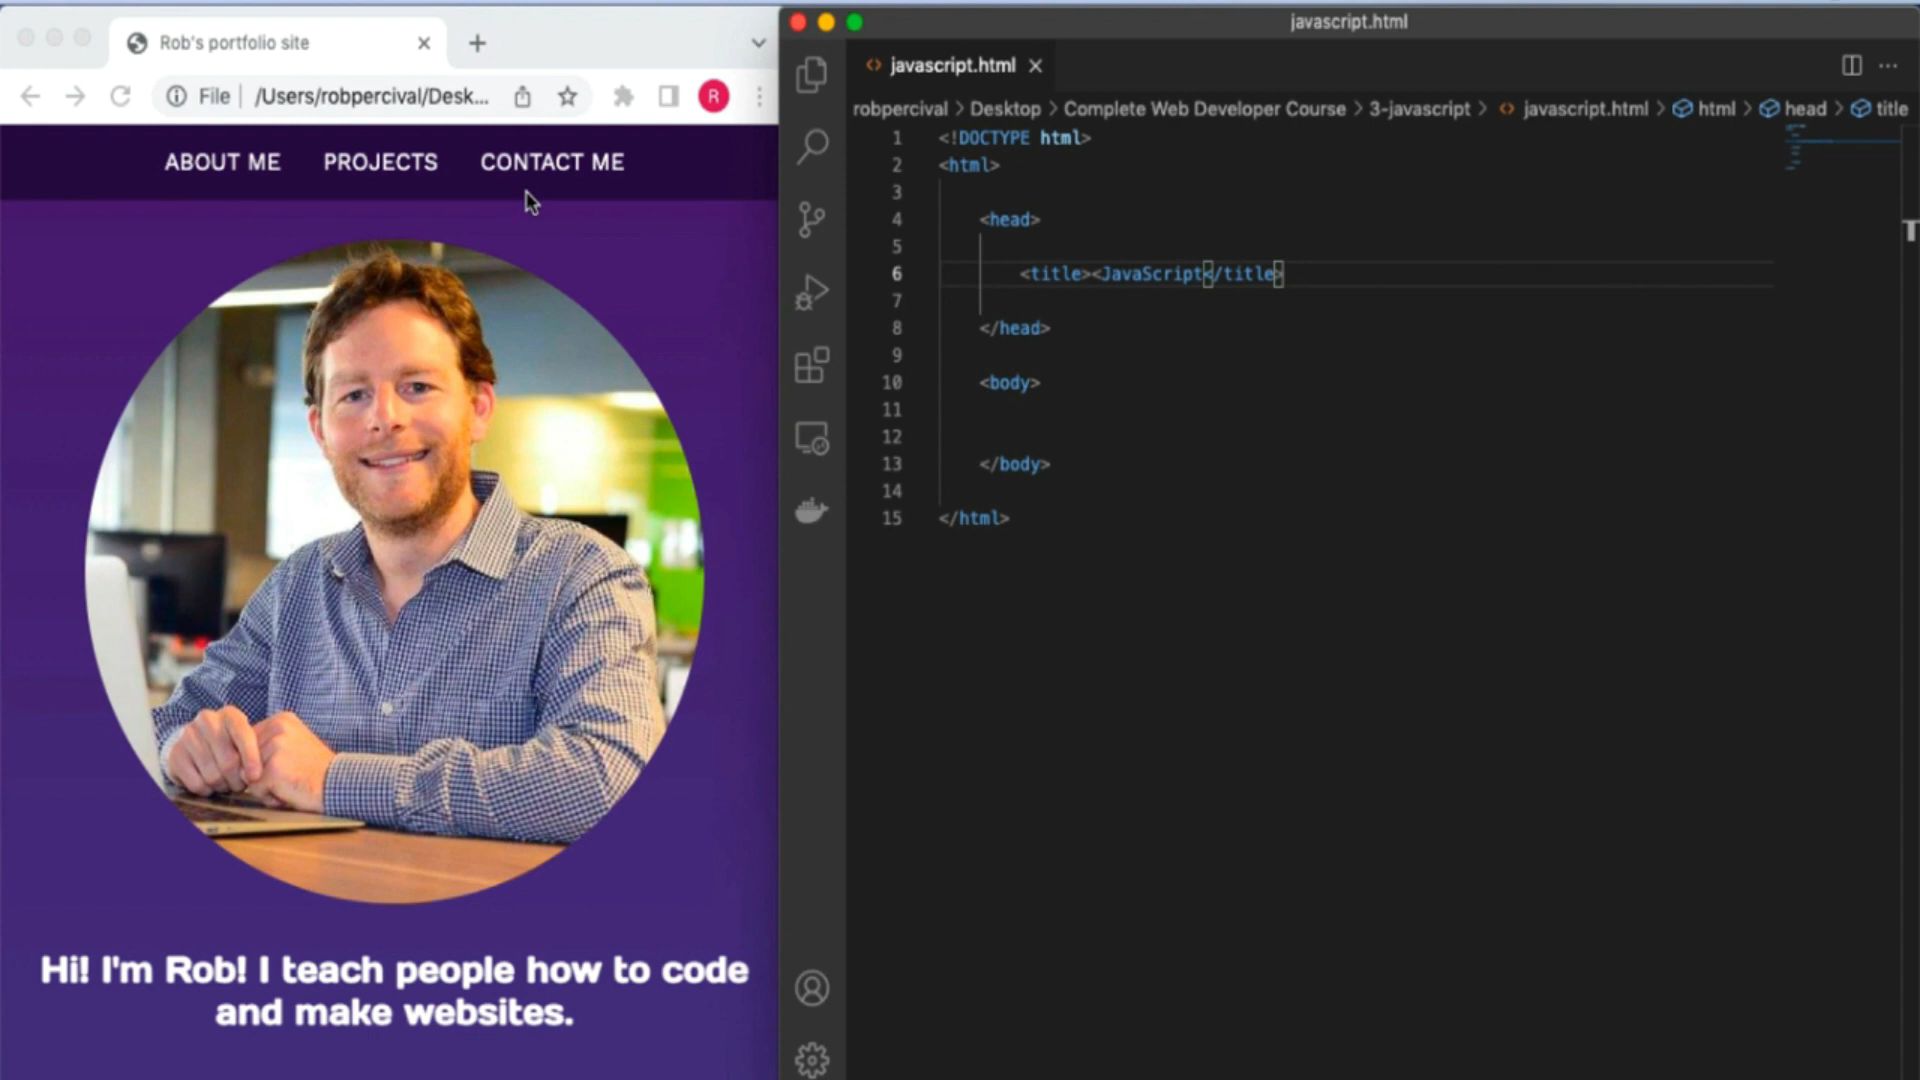 Rob's portfolio site
File /Users/robpercival/Desk...
R
ABOUT ME PROJECTS CONTACT ME
Hi! I'm Rob! I teach people how to code
and make websites.
javascript.html
javascript.html
robpercival > Desktop > Complete Web Developer Course > 3-javascript > javascript.html > html > head > title
1 <!DOCTYPE html>
2 <html>
3
4 <head>
5
6 <title><JavaScript</title>
7
8 </head>
9
10 <body>
11
12
13 </body>
14
15 </html>
T